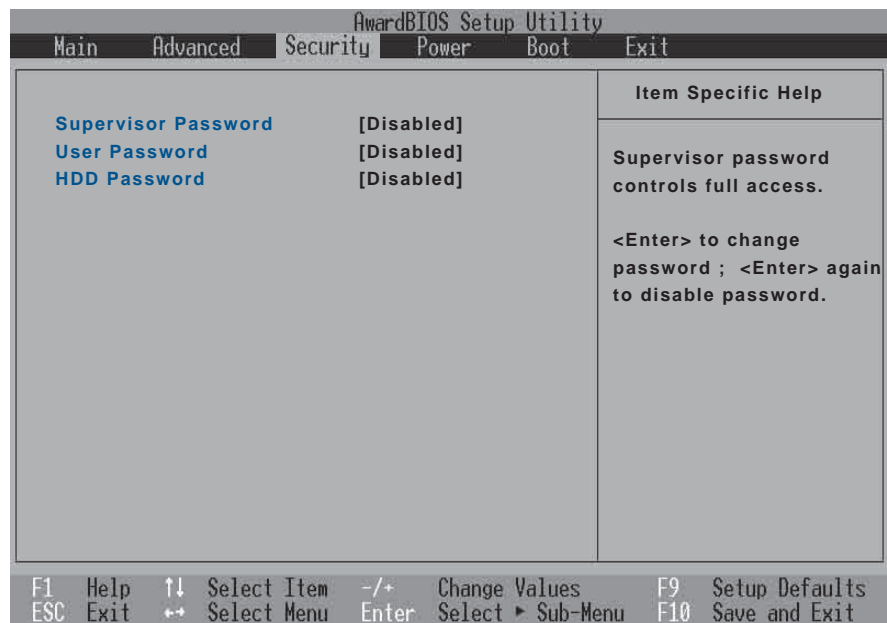 AwardBIOS Setup Utility
Main Advanced Security Power Boot Exit
Item Specific Help
Supervisor Password [Disabled]
User Password [Disabled]
HDD Password [Disabled]
Supervisor password
controls full access.
<Enter> to change
password ; <Enter> again
to disable password.
F1 Help ↑↓ Select Item -/+ Change Values F9 Setup Defaults
ESC Exit ←→ Select Menu Enter Select ► Sub-Menu F10 Save and Exit